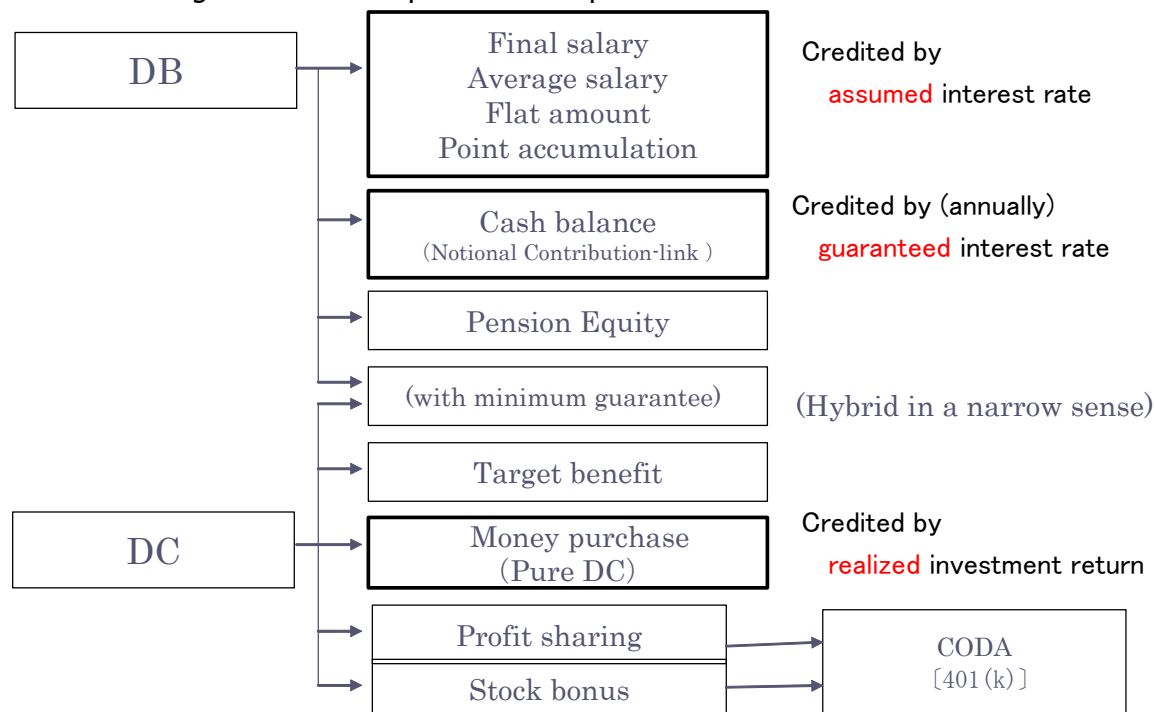 DB
Final salary
Average salary
Flat amount
Point accumulation
Credited by
assumed interest rate
Cash balance
(Notional Contribution-link )
Credited by (annually)
guaranteed interest rate
Pension Equity
(with minimum guarantee)
(Hybrid in a narrow sense)
Target benefit
DC
Money purchase
(Pure DC)
Credited by
realized investment return
Profit sharing
Stock bonus
CODA
〔401(k)〕